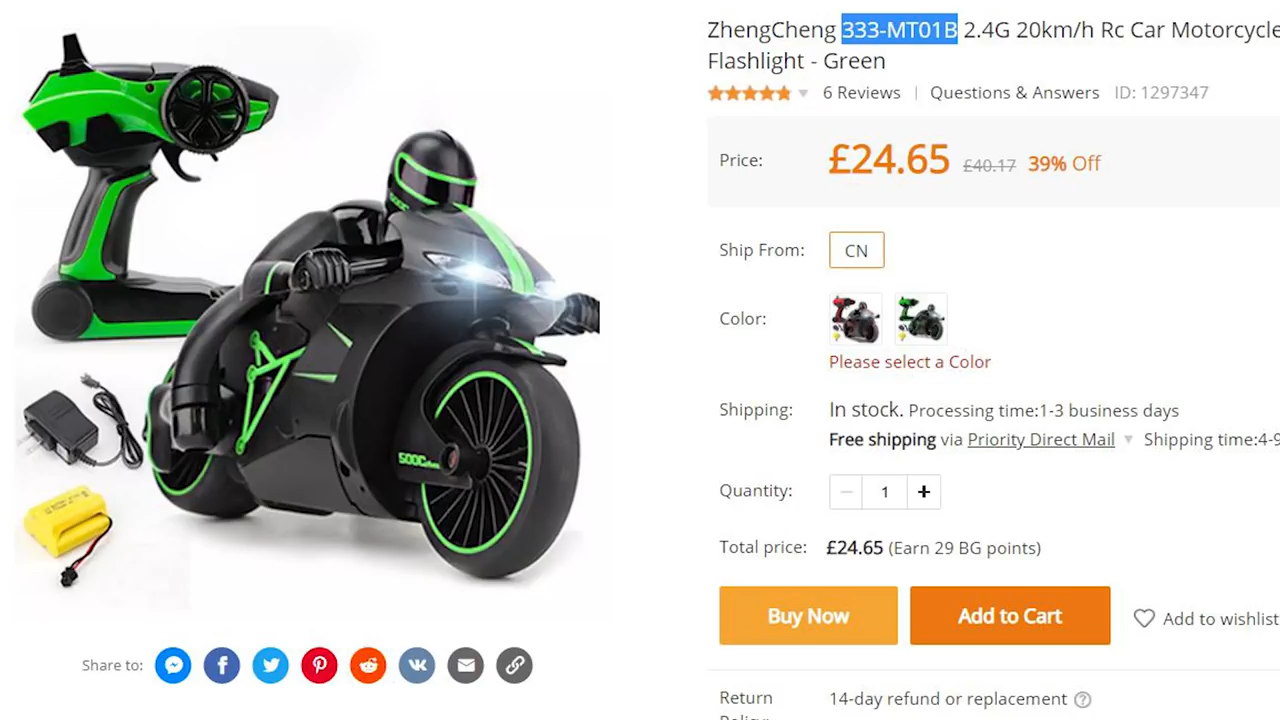 ZhengCheng 333-MT01B 2.4G 20km/h Rc Car Motorcycle
Flashlight - Green
6 Reviews | Questions & Answers ID: 1297347
Price: £24.65 £40.17 39% Off
Ship From: CN
Color:
Please select a Color
Shipping: In stock. Processing time:1-3 business days
Free shipping via Priority Direct Mail Shipping time:4-9
Quantity: 1
Total price: £24.65 (Earn 29 BG points)
Buy Now Add to Cart Add to wishlist
Return 14-day refund or replacement
Share to:
500C